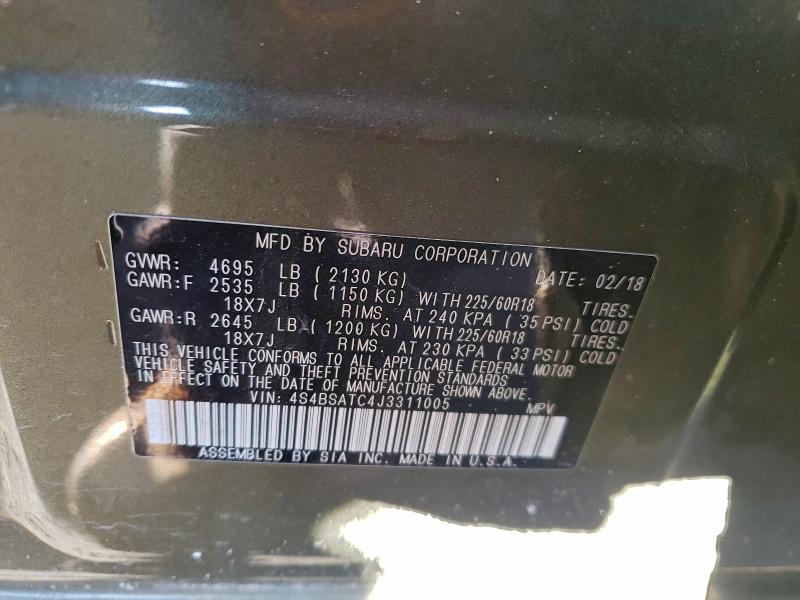 MFD BY SUBARU CORPORATION
GVWR: 4695 LB ( 2130 KG) DATE: 02/18
GAWR:F 2535 LB ( 1150 KG) WITH 225/60R18 TIRES.
18X7J RIMS. AT 240 KPA ( 35 PSI) COLD
GAWR:R 2645 LB. ( 1200 KG) WITH 225/60R18 TIRES.
18X7J RIMS. AT 230 KPA ( 33 PSI) COLD
THIS VEHICLE CONFORMS TO ALL APPLICABLE FEDERAL MOTOR
VEHICLE SAFETY AND THEFT PREVENTION STANDARDS
IN EFFECT ON THE DATE OF MANUFACTURE SHOWN ABOVE.
VIN: 4S4BSATC4J3311005 MPV
ASSEMBLED BY SIA INC. MADE IN U.S.A.